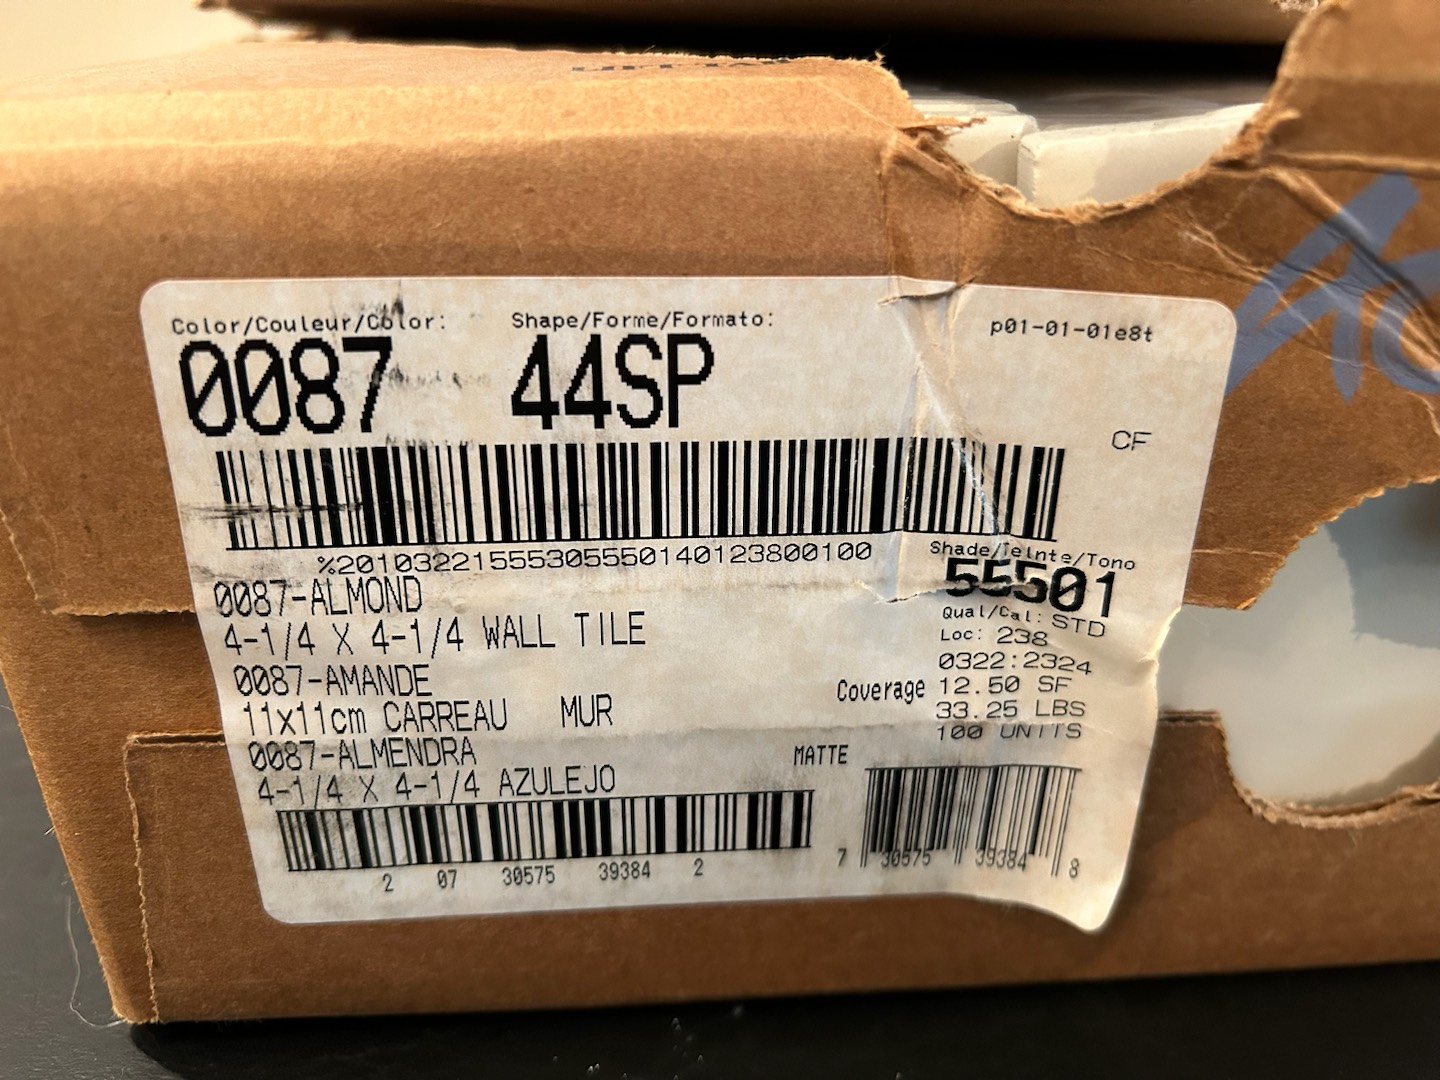 Color/Couleur/Color: Shape/Forme/Formato: p01-01-01e8t
0087 44SP
CF
%2010322155530555014012380010​0
Shade/Teinte/Tono
55501
0087-ALMOND
4-1/4 X 4-1/4 WALL TILE
Qual/Cal: STD
Loc: 238
0322:2324
0087-AMANDE
Coverage 12.50 SF
11x11cm CARREAU MUR
33.25 LBS
100 UNITS
0087-ALMENDRA
MATTE
4-1/4 X 4-1/4 AZULEJO
2 07 30575 39384 2
7 30575 39384 8